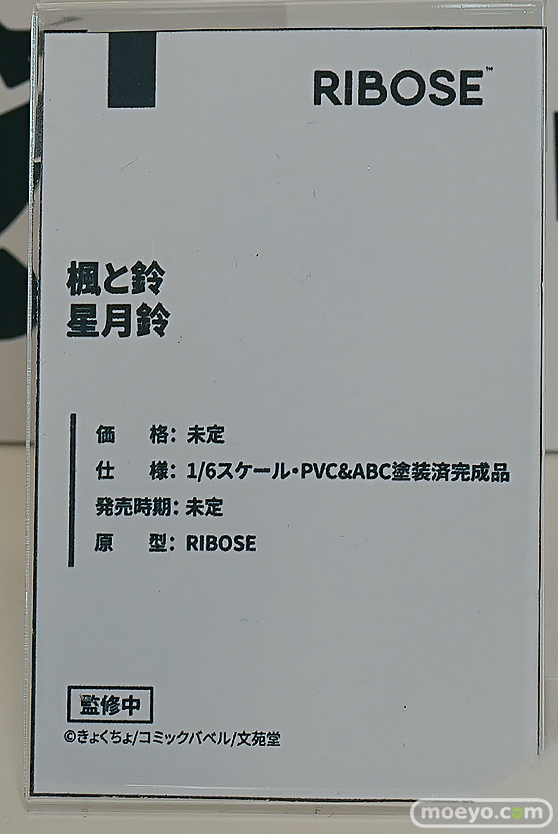 RIBOSE™
楓と鈴
星月鈴
価 格：未定
仕 様：1/6スケール・PVC&ABC塗装済完成品
発売時期：未定
原 型：RIBOSE
監修中
©きょくちょ/コミックバベル/文苑堂
moeyo.com